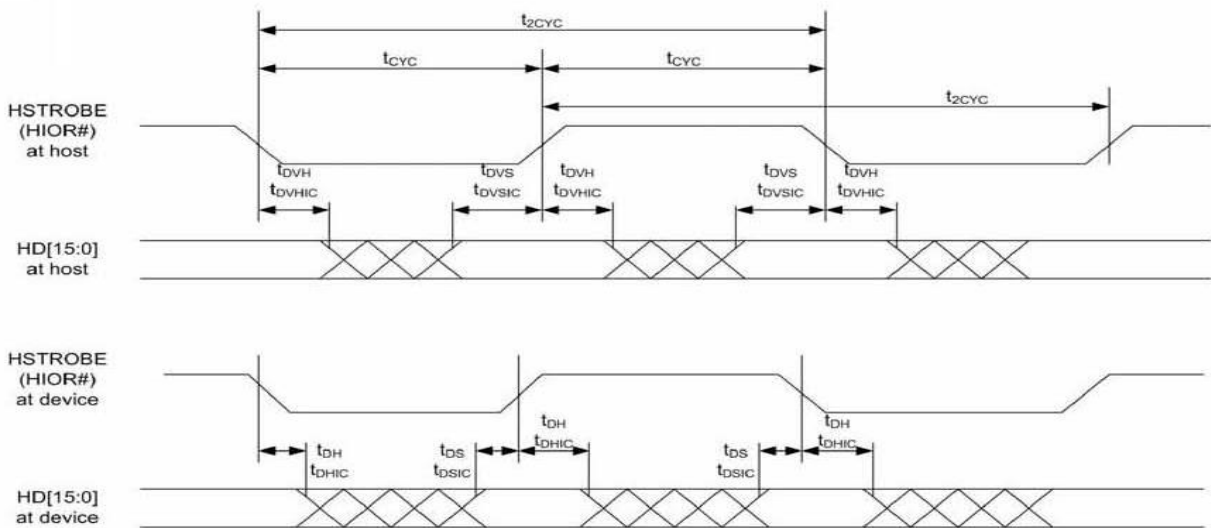 t2CYC
tCYC tCYC
t2CYC
HSTROBE
(HIOR#)
at host
tDVH tDVS tDVH tDVS tDVH
tDVHIC tDVSIC tDVHIC tDVSIC tDVHIC
HD[15:0]
at host
HSTROBE
(HIOR#)
at device
tDH tDH
tDH tDS tDHIC tDS tDHIC
tDHIC tDSIC tDSIC
HD[15:0]
at device